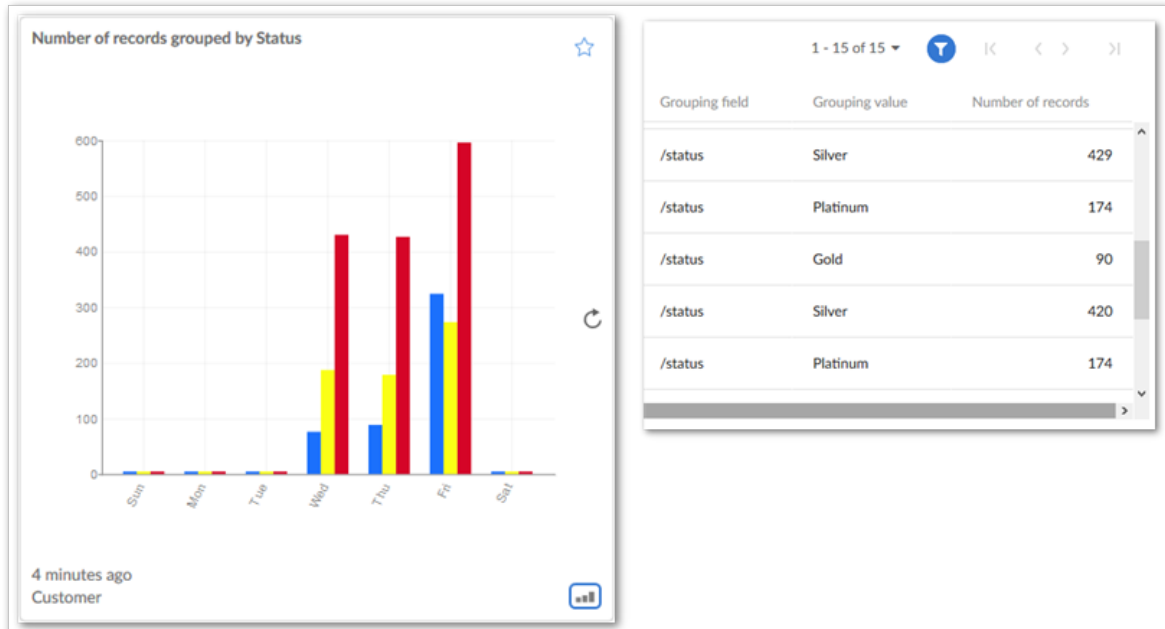 Number of records grouped by Status
600
500
400
300
200
100
0
Sun Mon Tue Wed Thu Fri Sat
4 minutes ago
Customer
1 - 15 of 15
Grouping field Grouping value Number of records
/status Silver 429
/status Platinum 174
/status Gold 90
/status Silver 420
/status Platinum 174